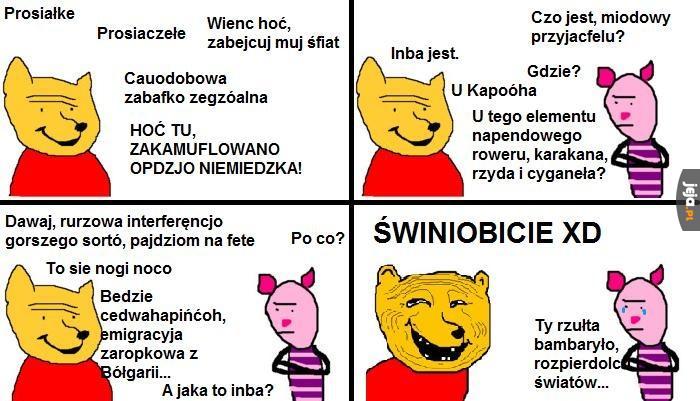 Prosiałke
Prosiaczełe
Wienc hoć,
zabejcuj muj śfiat
Cauodobowa
zabafko zegzóalna
HOĆ TU,
ZAKAMUFLOWANO
OPDZJO NIEMIEDZKA!
Czo jest, miodowy
przyjacfelu?
Inba jest.
Gdzie?
U Kapoóha
U tego elementu
napendowego
roweru, karakana,
rzyda i cyganeła?
Dawaj, rurzowa interferęncjo
gorszego sortó, pajdziom na fete
Po co?
To sie nogi noco
Bedzie
cedwahapińćoh,
emigracyja
zaropkowa z
Bółgarii...
A jaka to inba?
ŚWINIOBICIE XD
Ty rzułta
bambaryło,
rozpierdolc
światów...
jeja.pl